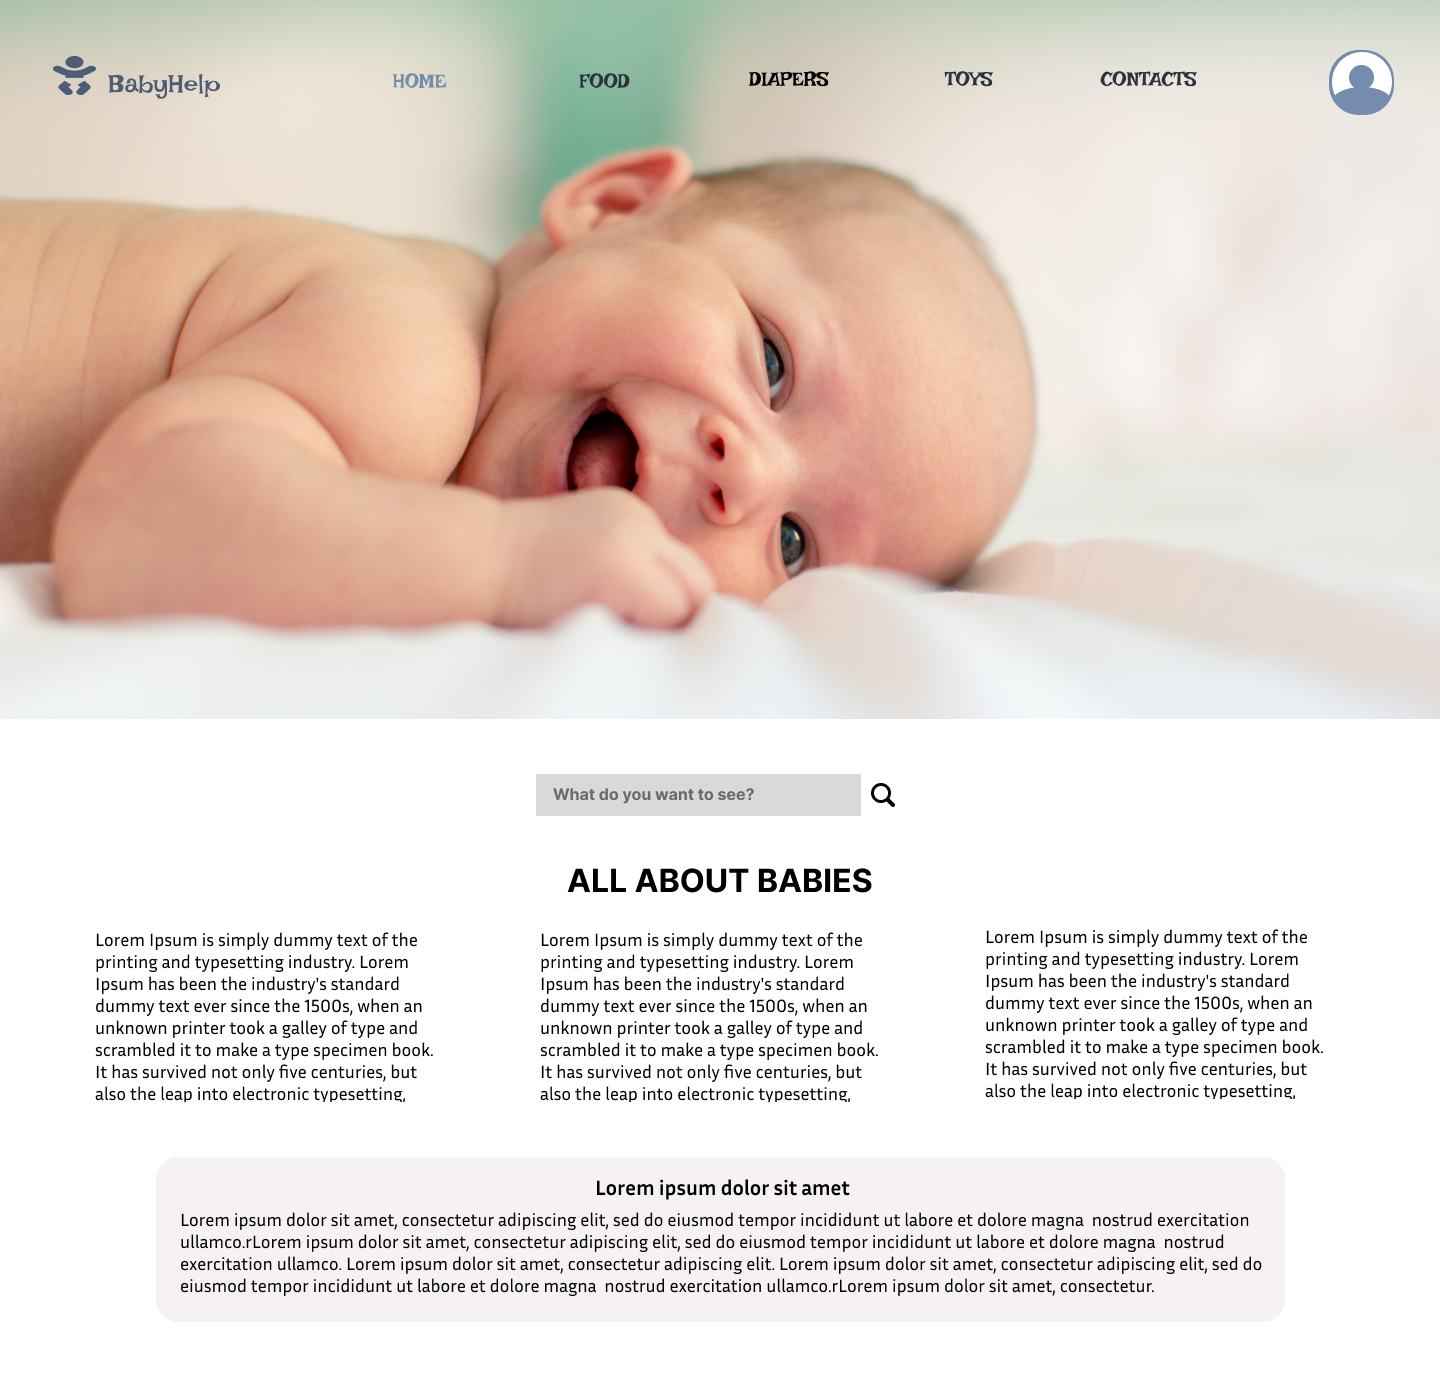 BabyHelp
HOME
FOOD
DIAPERS
TOYS
CONTACTS
What do you want to see?
ALL ABOUT BABIES
Lorem Ipsum is simply dummy text of the
printing and typesetting industry. Lorem
Ipsum has been the industry's standard
dummy text ever since the 1500s, when an
unknown printer took a galley of type and
scrambled it to make a type specimen book.
It has survived not only five centuries, but
also the leap into electronic typesetting,
Lorem Ipsum is simply dummy text of the
printing and typesetting industry. Lorem
Ipsum has been the industry's standard
dummy text ever since the 1500s, when an
unknown printer took a galley of type and
scrambled it to make a type specimen book.
It has survived not only five centuries, but
also the leap into electronic typesetting,
Lorem Ipsum is simply dummy text of the
printing and typesetting industry. Lorem
Ipsum has been the industry's standard
dummy text ever since the 1500s, when an
unknown printer took a galley of type and
scrambled it to make a type specimen book.
It has survived not only five centuries, but
also the leap into electronic typesetting,
Lorem ipsum dolor sit amet
Lorem ipsum dolor sit amet, consectetur adipiscing elit, sed do eiusmod tempor incididunt ut labore et dolore magna  nostrud exercitation
ullamco.rLorem ipsum dolor sit amet, consectetur adipiscing elit, sed do eiusmod tempor incididunt ut labore et dolore magna  nostrud
exercitation ullamco. Lorem ipsum dolor sit amet, consectetur adipiscing elit. Lorem ipsum dolor sit amet, consectetur adipiscing elit, sed do
eiusmod tempor incididunt ut labore et dolore magna  nostrud exercitation ullamco.rLorem ipsum dolor sit amet, consectetur.